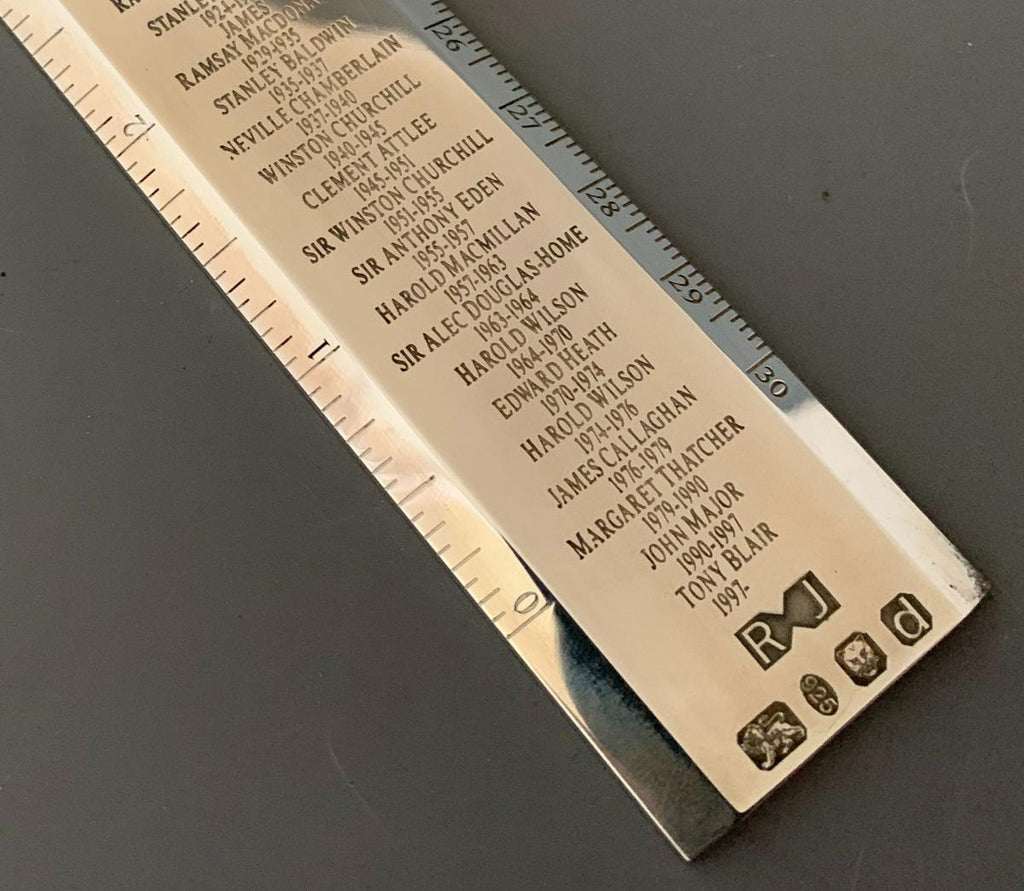 STANLEY
1924-1
JAMES
RAMSAY MACDONA
1929-1935
STANLEY BALDWIN
1935-1937
NEVILLE CHAMBERLAIN
1937-1940
WINSTON CHURCHILL
1940-1945
CLEMENT ATTLEE
1945-1951
SIR WINSTON CHURCHILL
1951-1955
SIR ANTHONY EDEN
1955-1957
HAROLD MACMILLAN
1957-1963
SIR ALEC DOUGLAS-HOME
1963-1964
HAROLD WILSON
1964-1970
EDWARD HEATH
1970-1974
HAROLD WILSON
1974-1976
JAMES CALLAGHAN
1976-1979
MARGARET THATCHER
1979-1990
JOHN MAJOR
1990-1997
TONY BLAIR
1997-
R J
925 d
2
1
0
26
27
28
29
30